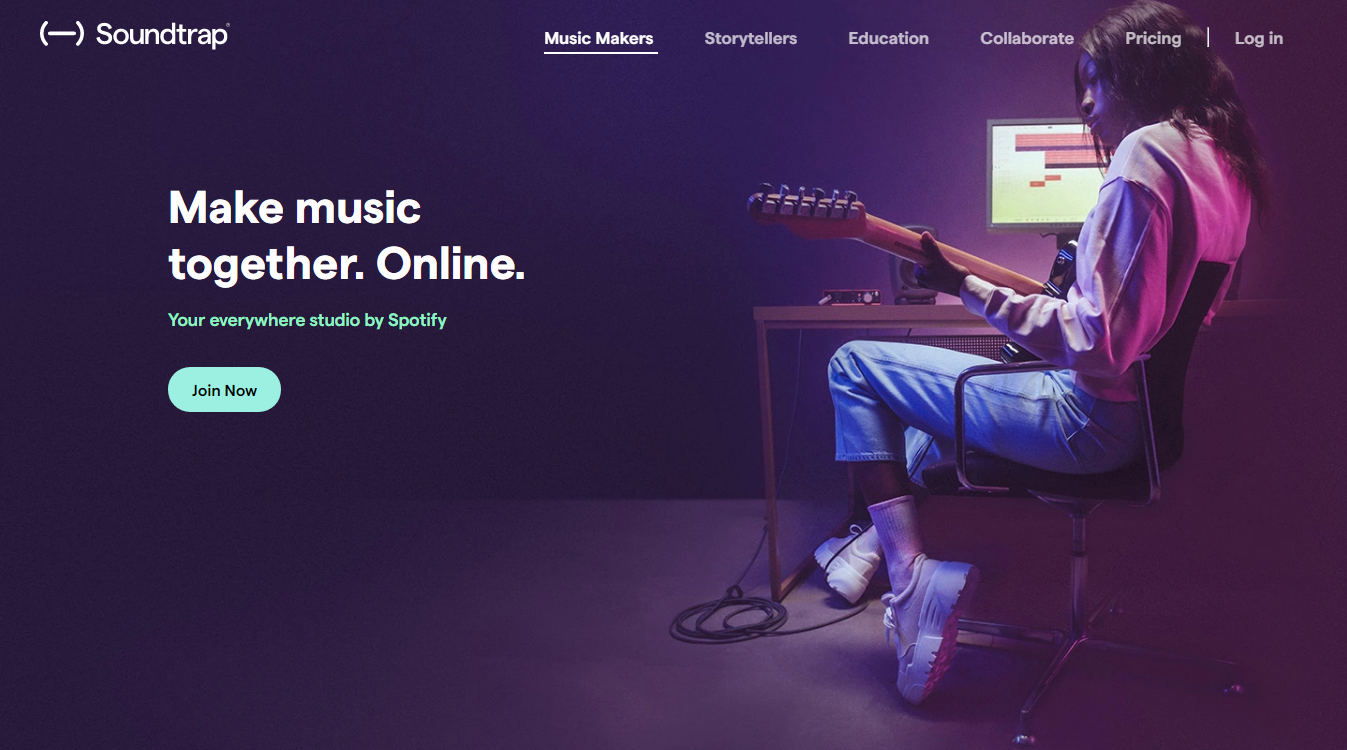 Soundtrap®
Music Makers
Storytellers
Education
Collaborate
Pricing
Log in
Make music
together. Online.
Your everywhere studio by Spotify
Join Now